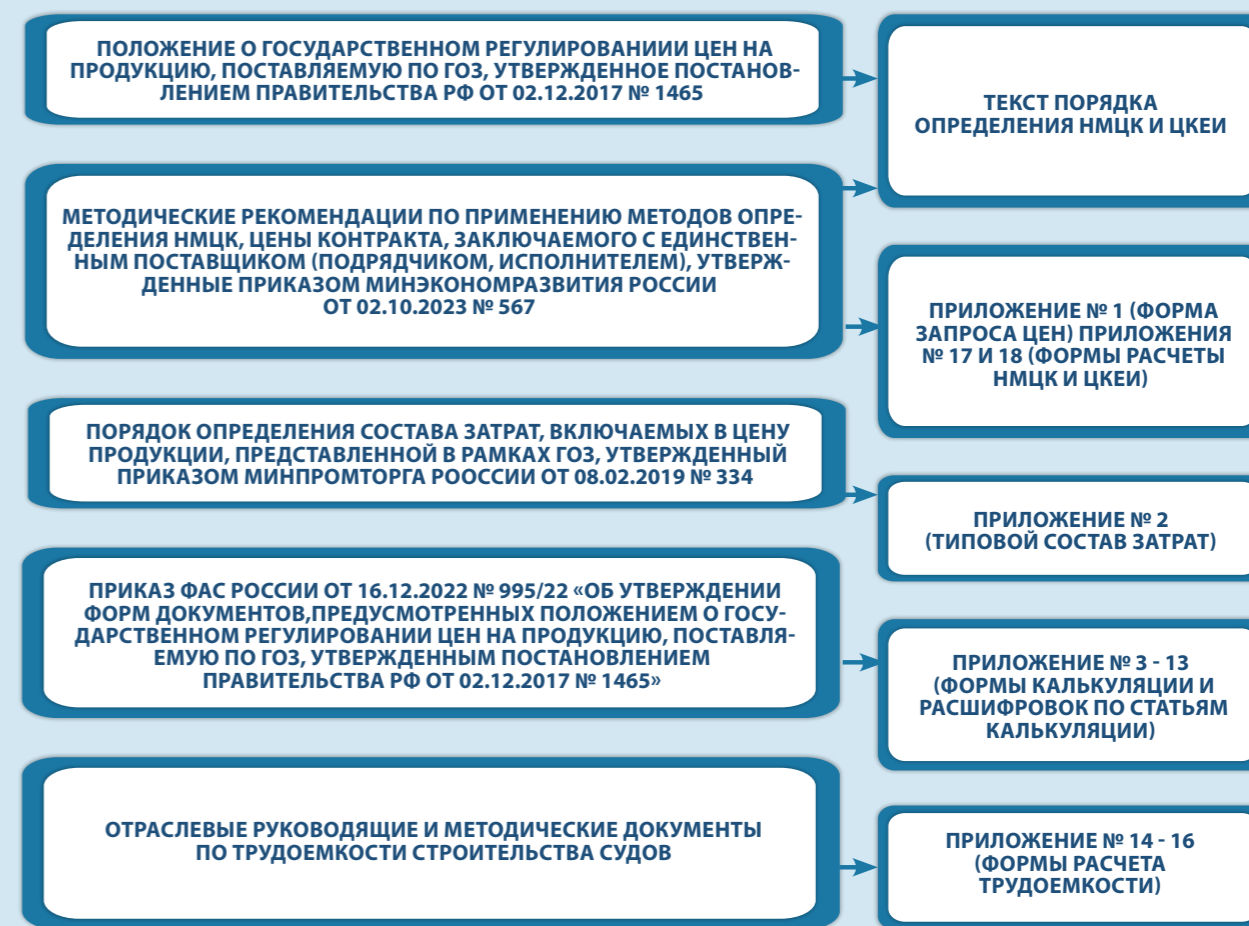 ПОЛОЖЕНИЕ О ГОСУДАРСТВЕННОМ РЕГУЛИРОВАНИИИ ЦЕН НА
ПРОДУКЦИЮ, ПОСТАВЛЯЕМУЮ ПО ГОЗ, УТВЕРЖДЕННОЕ ПОСТАНОВ-
ЛЕНИЕМ ПРАВИТЕЛЬСТВА РФ ОТ 02.12.2017 № 1465
ТЕКСТ ПОРЯДКА
ОПРЕДЕЛЕНИЯ НМЦК И ЦКЕИ
МЕТОДИЧЕСКИЕ РЕКОМЕНДАЦИИ ПО ПРИМЕНЕНИЮ МЕТОДОВ ОПРЕ-
ДЕЛЕНИЯ НМЦК, ЦЕНЫ КОНТРАКТА, ЗАКЛЮЧАЕМОГО С ЕДИНСТВЕН-
НЫМ ПОСТАВЩИКОМ (ПОДРЯДЧИКОМ, ИСПОЛНИТЕЛЕМ), УТВЕРЖ-
ДЕННЫЕ ПРИКАЗОМ МИНЭКОНОМРАЗВИТИЯ РОССИИ
ОТ 02.10.2023 № 567
ПРИЛОЖЕНИЕ № 1 (ФОРМА
ЗАПРОСА ЦЕН) ПРИЛОЖЕНИЯ
№ 17 И 18 (ФОРМЫ РАСЧЕТЫ
НМЦК И ЦКЕИ)
ПОРЯДОК ОПРЕДЕЛЕНИЯ СОСТАВА ЗАТРАТ, ВКЛЮЧАЕМЫХ В ЦЕНУ
ПРОДУКЦИИ, ПРЕДСТАВЛЕННОЙ В РАМКАХ ГОЗ, УТВЕРЖДЕННЫЙ
ПРИКАЗОМ МИНПРОМТОРГА РООССИИ ОТ 08.02.2019 № 334
ПРИЛОЖЕНИЕ № 2
(ТИПОВОЙ СОСТАВ ЗАТРАТ)
ПРИКАЗ ФАС РОССИИ ОТ 16.12.2022 № 995/22 «ОБ УТВЕРЖДЕНИИ
ФОРМ ДОКУМЕНТОВ,ПРЕДУСМОТРЕННЫХ ПОЛОЖЕНИЕМ О ГОСУ-
ДАРСТВЕННОМ РЕГУЛИРОВАНИИ ЦЕН НА ПРОДУКЦИЮ, ПОСТАВЛЯ-
ЕМУЮ ПО ГОЗ, УТВЕРЖДЕННЫМ ПОСТАНОВЛЕНИЕМ
ПРАВИТЕЛЬСТВА РФ ОТ 02.12.2017 № 1465»
ПРИЛОЖЕНИЕ № 3 - 13
(ФОРМЫ КАЛЬКУЛЯЦИИ И
РАСШИФРОВОК ПО СТАТЬЯМ
КАЛЬКУЛЯЦИИ)
ОТРАСЛЕВЫЕ РУКОВОДЯЩИЕ И МЕТОДИЧЕСКИЕ ДОКУМЕНТЫ
ПО ТРУДОЕМКОСТИ СТРОИТЕЛЬСТВА СУДОВ
ПРИЛОЖЕНИЕ № 14 - 16
(ФОРМЫ РАСЧЕТА
ТРУДОЕМКОСТИ)